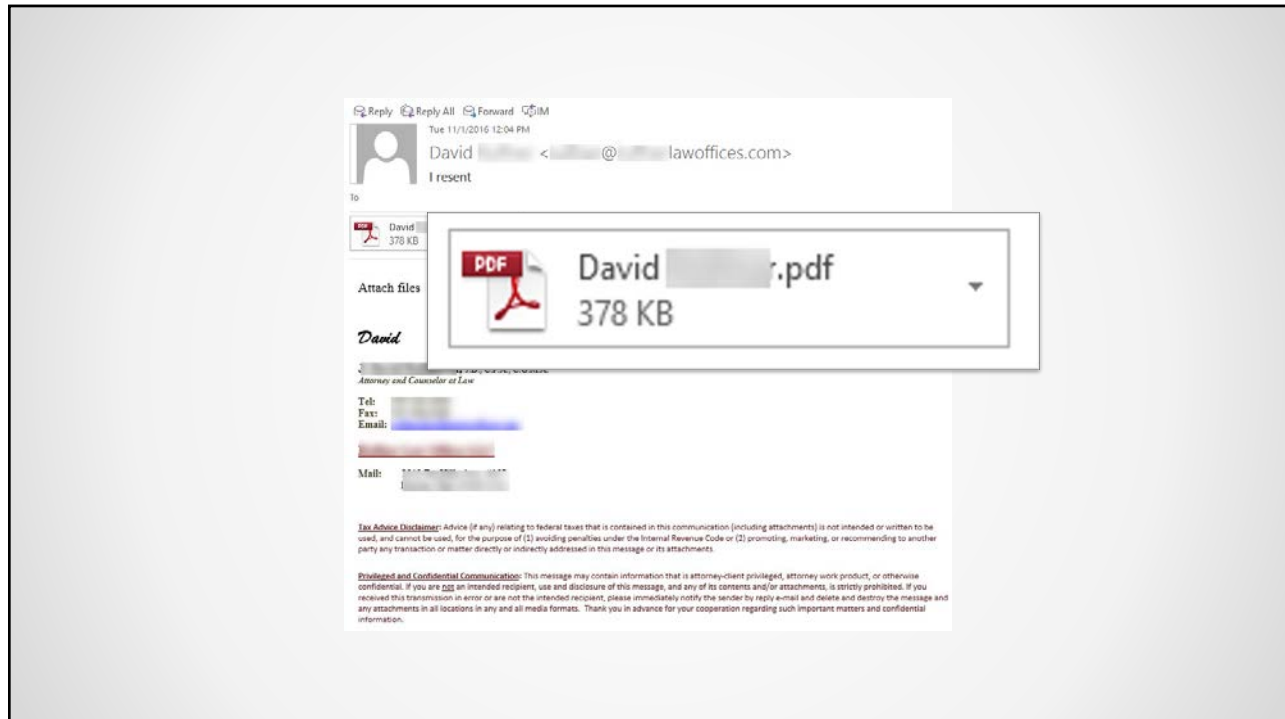 Reply Reply All Forward IM
Tue 11/1/2016 12:04 PM
David < @ lawoffices.com>
I resent
To
PDF David
378 KB
PDF David r.pdf
378 KB
Attach files
David
Attorney and Counselor at Law
Tel:
Fax:
Email:
Mail:
Tax Advice Disclaimer: Advice (if any) relating to federal taxes that is contained in this communication (including attachments) is not intended or written to be
used, and cannot be used, for the purpose of (1) avoiding penalties under the Internal Revenue Code or (2) promoting, marketing, or recommending to another
party any transaction or matter directly or indirectly addressed in this message or its attachments.
Privileged and Confidential Communication: This message may contain information that is attorney-client privileged, attorney work product, or otherwise
confidential. If you are not an intended recipient, use and disclosure of this message, and any of its contents and/or attachments, is strictly prohibited. If you
received this transmission in error or are not the intended recipient, please immediately notify the sender by reply e-mail and delete and destroy the message and
any attachments in all locations in any and all media formats. Thank you in advance for your cooperation regarding such important matters and confidential
information.